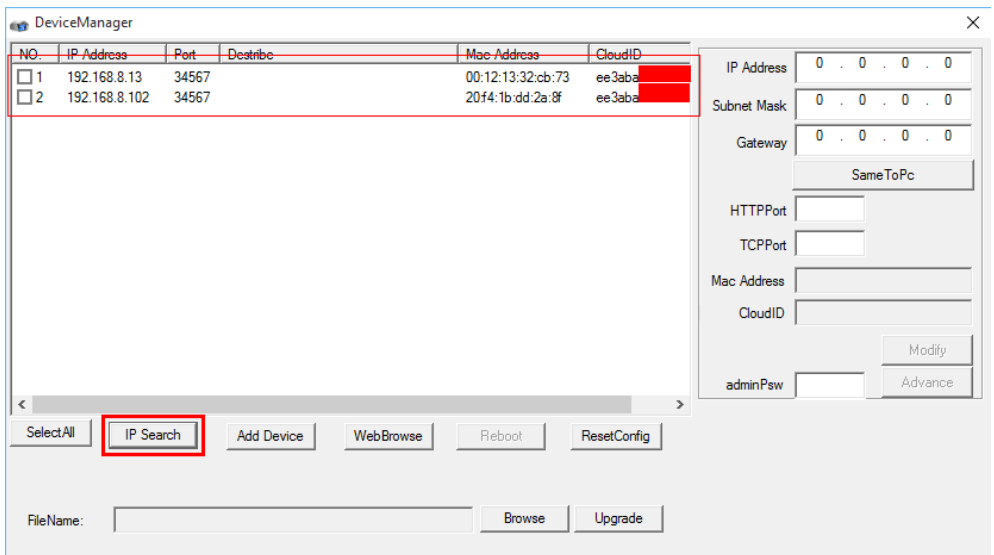 DeviceManager
NO. IP Address Port Destribe Mac Address CloudID
1 192.168.8.13 34567 00:12:13:32:cb:73 ee3aba
2 192.168.8.102 34567 20:f4:1b:dd:2a:8f ee3aba
IP Address 0 . 0 . 0 . 0
Subnet Mask 0 . 0 . 0 . 0
Gateway 0 . 0 . 0 . 0
SameToPc
HTTPPort
TCPPort
Mac Address
CloudID
Modify
adminPsw Advance
SelectAll IP Search Add Device WebBrowse Reboot ResetConfig
FileName: Browse Upgrade